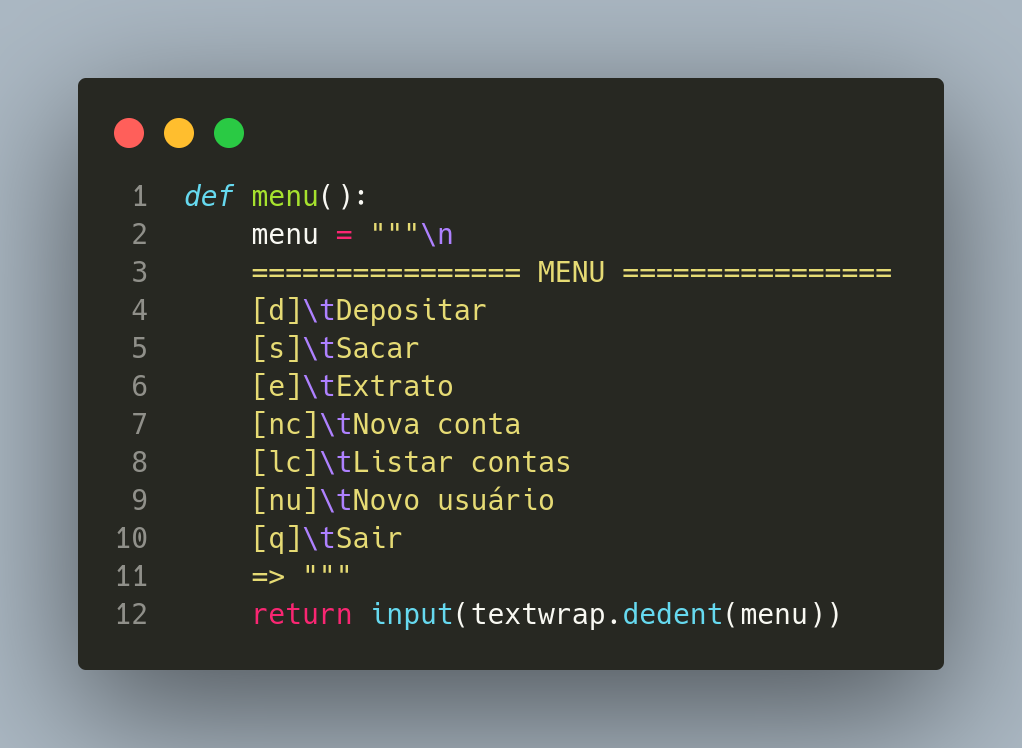 1 def menu():
2     menu = """\n
3     ================ MENU ================
4     [d]\tDepositar
5     [s]\tSacar
6     [e]\tExtrato
7     [nc]\tNova conta
8     [lc]\tListar contas
9     [nu]\tNovo usuário
10     [q]\tSair
11     => """
12     return input(textwrap.dedent(menu))